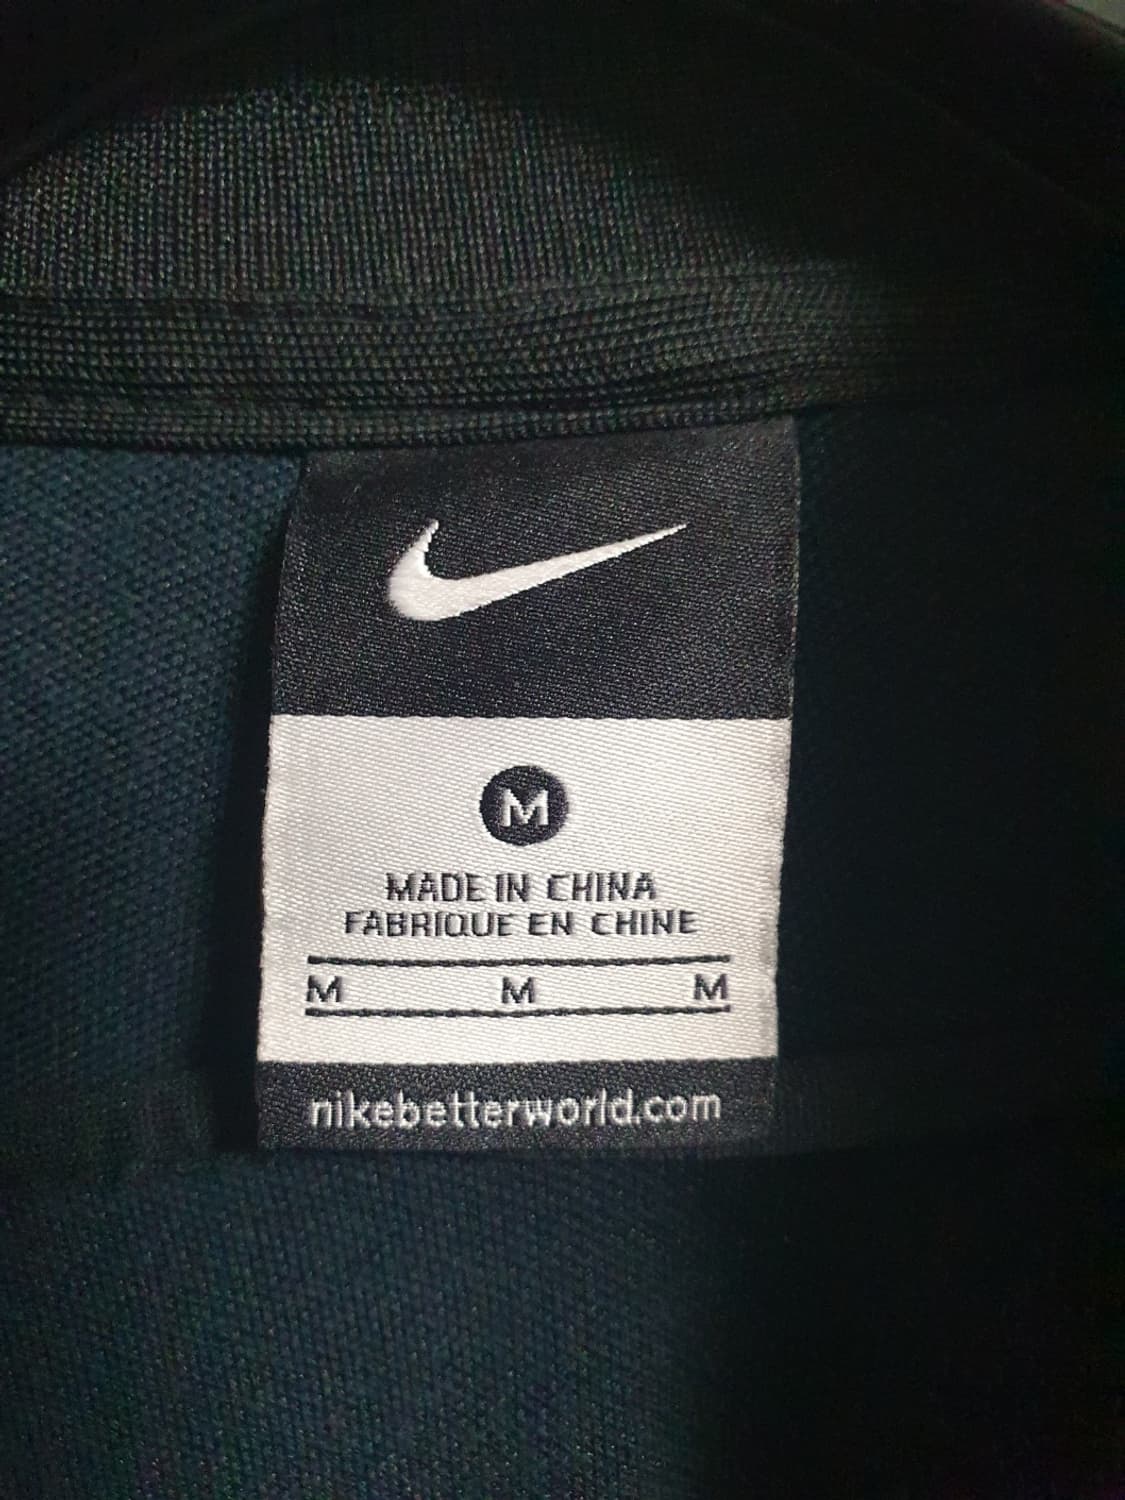 M
MADE IN CHINA
FABRIQUE EN CHINE
M M M
nikebetterworld.com